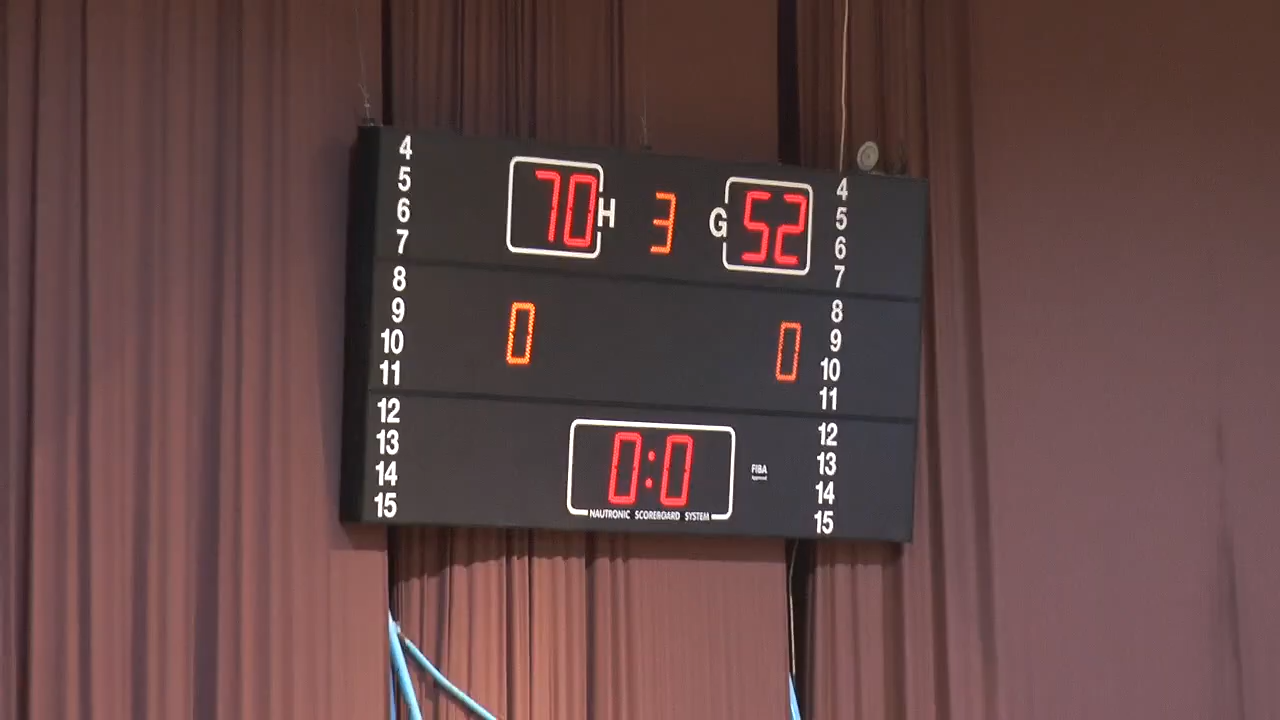 4 4
5 70 H 3 G 52 5
6 6
7 7
8 8
9 0 0 9
10 10
11 11
12 12
13 0:0 FIBA 13
14 14
15 NAUTRONIC SCOREBOARD SYSTEM 15